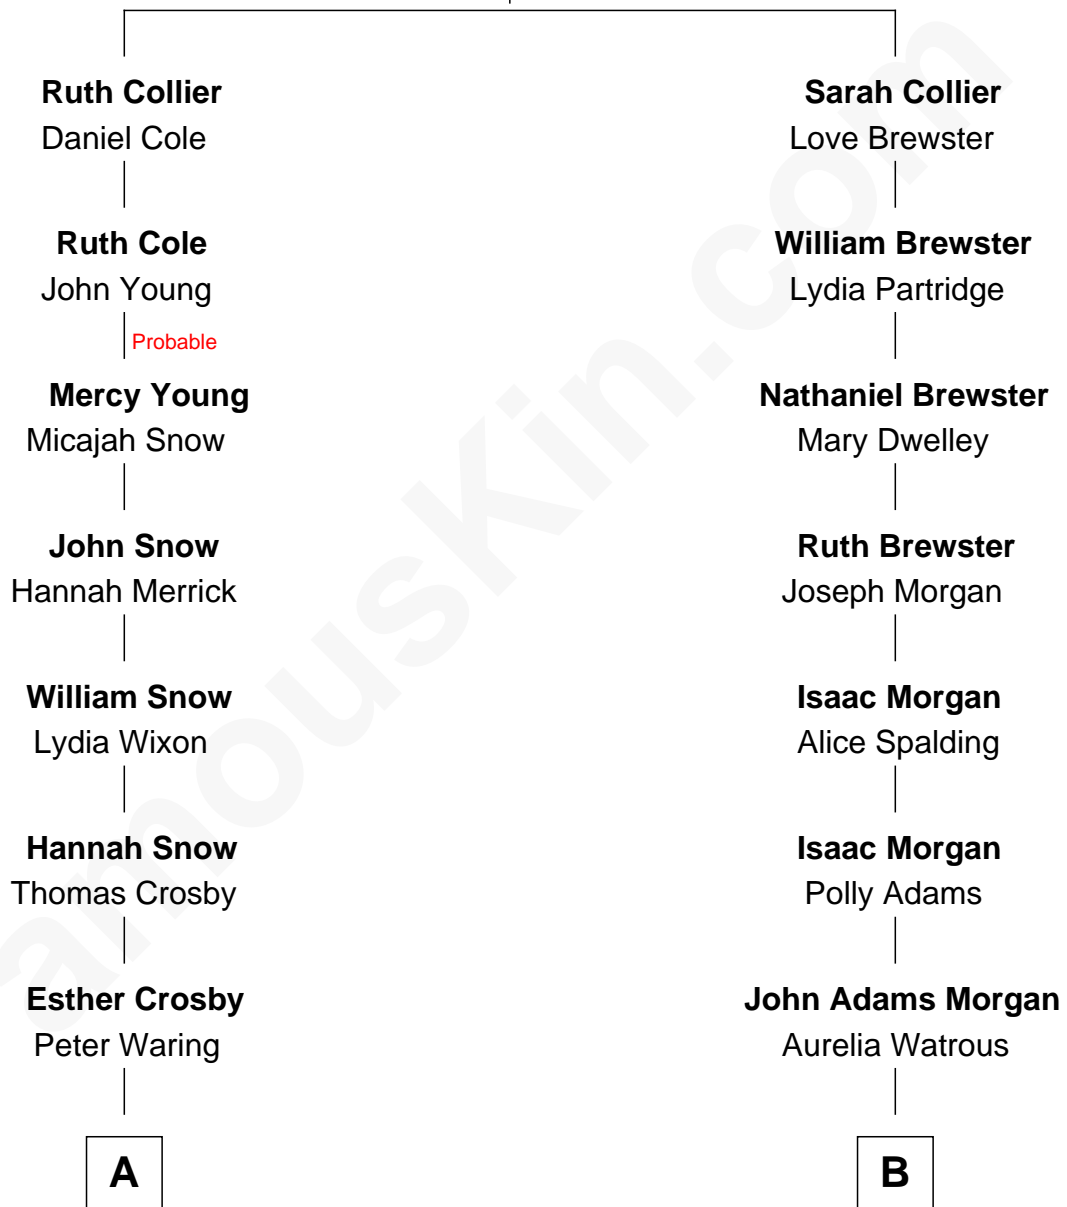 Ruth Collier
Daniel Cole
Ruth Cole
John Young
Probable
Mercy Young
Micajah Snow
John Snow
Hannah Merrick
William Snow
Lydia Wixon
Hannah Snow
Thomas Crosby
Esther Crosby
Peter Waring
A
Sarah Collier
Love Brewster
William Brewster
Lydia Partridge
Nathaniel Brewster
Mary Dwelley
Ruth Brewster
Joseph Morgan
Isaac Morgan
Alice Spalding
Isaac Morgan
Polly Adams
John Adams Morgan
Aurelia Watrous
B
amouskin.com